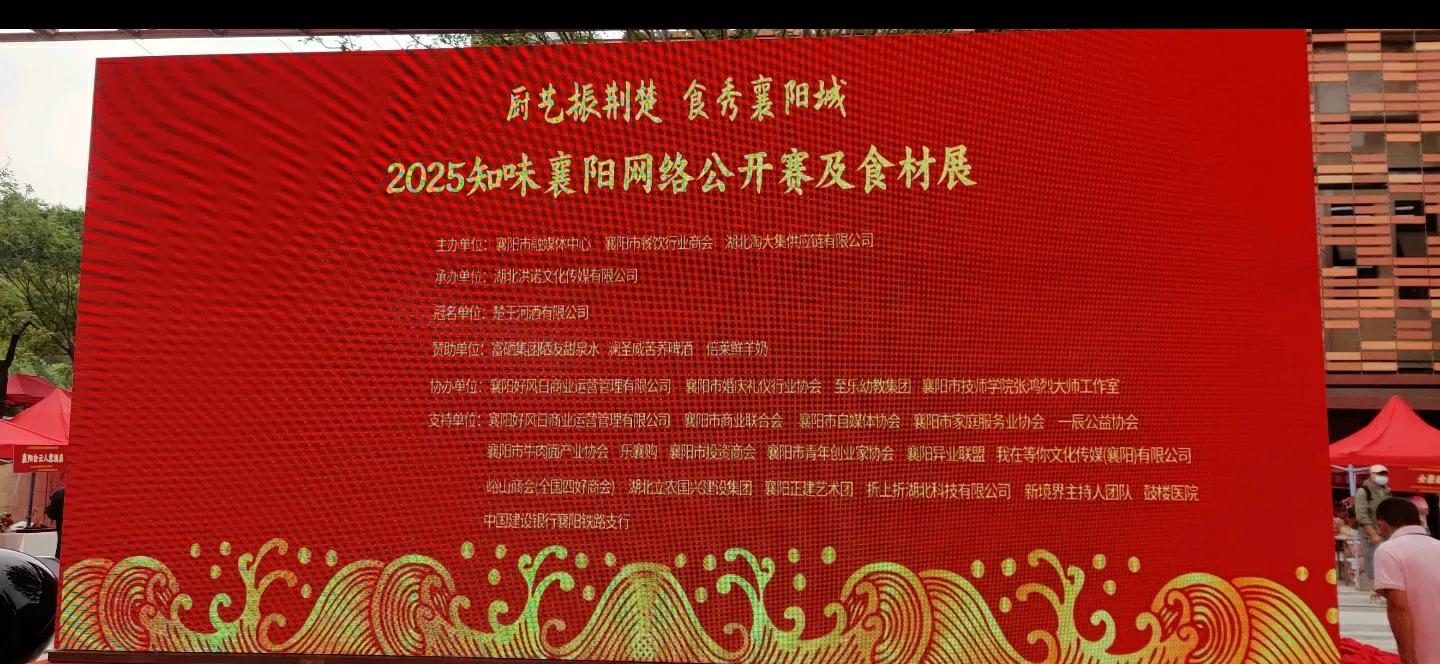 厨艺振荆楚 食秀襄阳城
2025知味襄阳网络公开赛及食材展
主办单位：襄阳市融媒体中心 襄阳市餐饮行业商会 湖北淘大集供应链有限公司
承办单位：湖北洪诺文化传媒有限公司
冠名单位：楚于河酒有限公司
赞助单位：富硒集团硒友甜泉水 澜圣威苦荞啤酒 倍莱鲜羊奶
协办单位：襄阳好风日商业运营管理有限公司 襄阳市婚庆礼仪行业协会 至乐幼教集团 襄阳市技师学院张鸿烈大师工作室
支持单位：襄阳好风日商业运营管理有限公司 襄阳市商业联合会 襄阳市自媒体协会 襄阳市家庭服务业协会 一辰公益协会
襄阳市牛肉面产业协会 乐襄购 襄阳市投资商会 襄阳市青年创业家协会 襄阳异业联盟 我在等你文化传媒(襄阳)有限公司
岘山商会(全国四好商会) 湖北立农国兴建设集团 襄阳正建艺术团 折上折湖北科技有限公司 新境界主持人团队 鼓楼医院
中国建设银行襄阳铁路支行